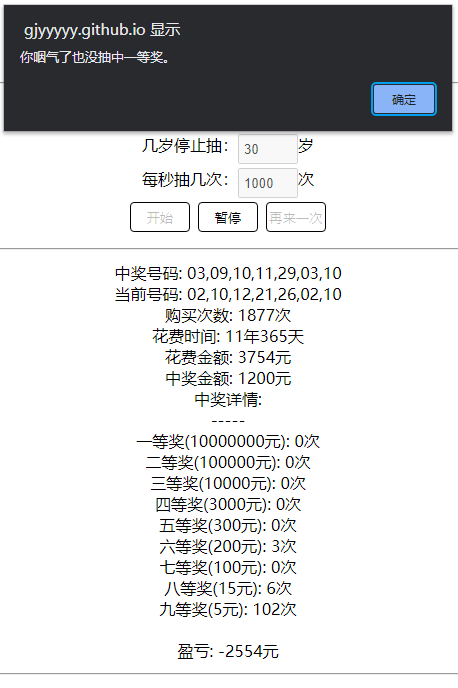 gjyyyyy.github.io 显示
你咽气了也没抽中一等奖。
确定
几岁停止抽: 30 岁
每秒抽几次: 1000 次
开始 暂停 再来一次
中奖号码: 03,09,10,11,29,03,10
当前号码: 02,10,12,21,26,02,10
购买次数: 1877次
花费时间: 11年365天
花费金额: 3754元
中奖金额: 1200元
中奖详情:
-----
一等奖(10000000元): 0次
二等奖(100000元): 0次
三等奖(10000元): 0次
四等奖(3000元): 0次
五等奖(300元): 0次
六等奖(200元): 3次
七等奖(100元): 0次
八等奖(15元): 6次
九等奖(5元): 102次
盈亏: -2554元